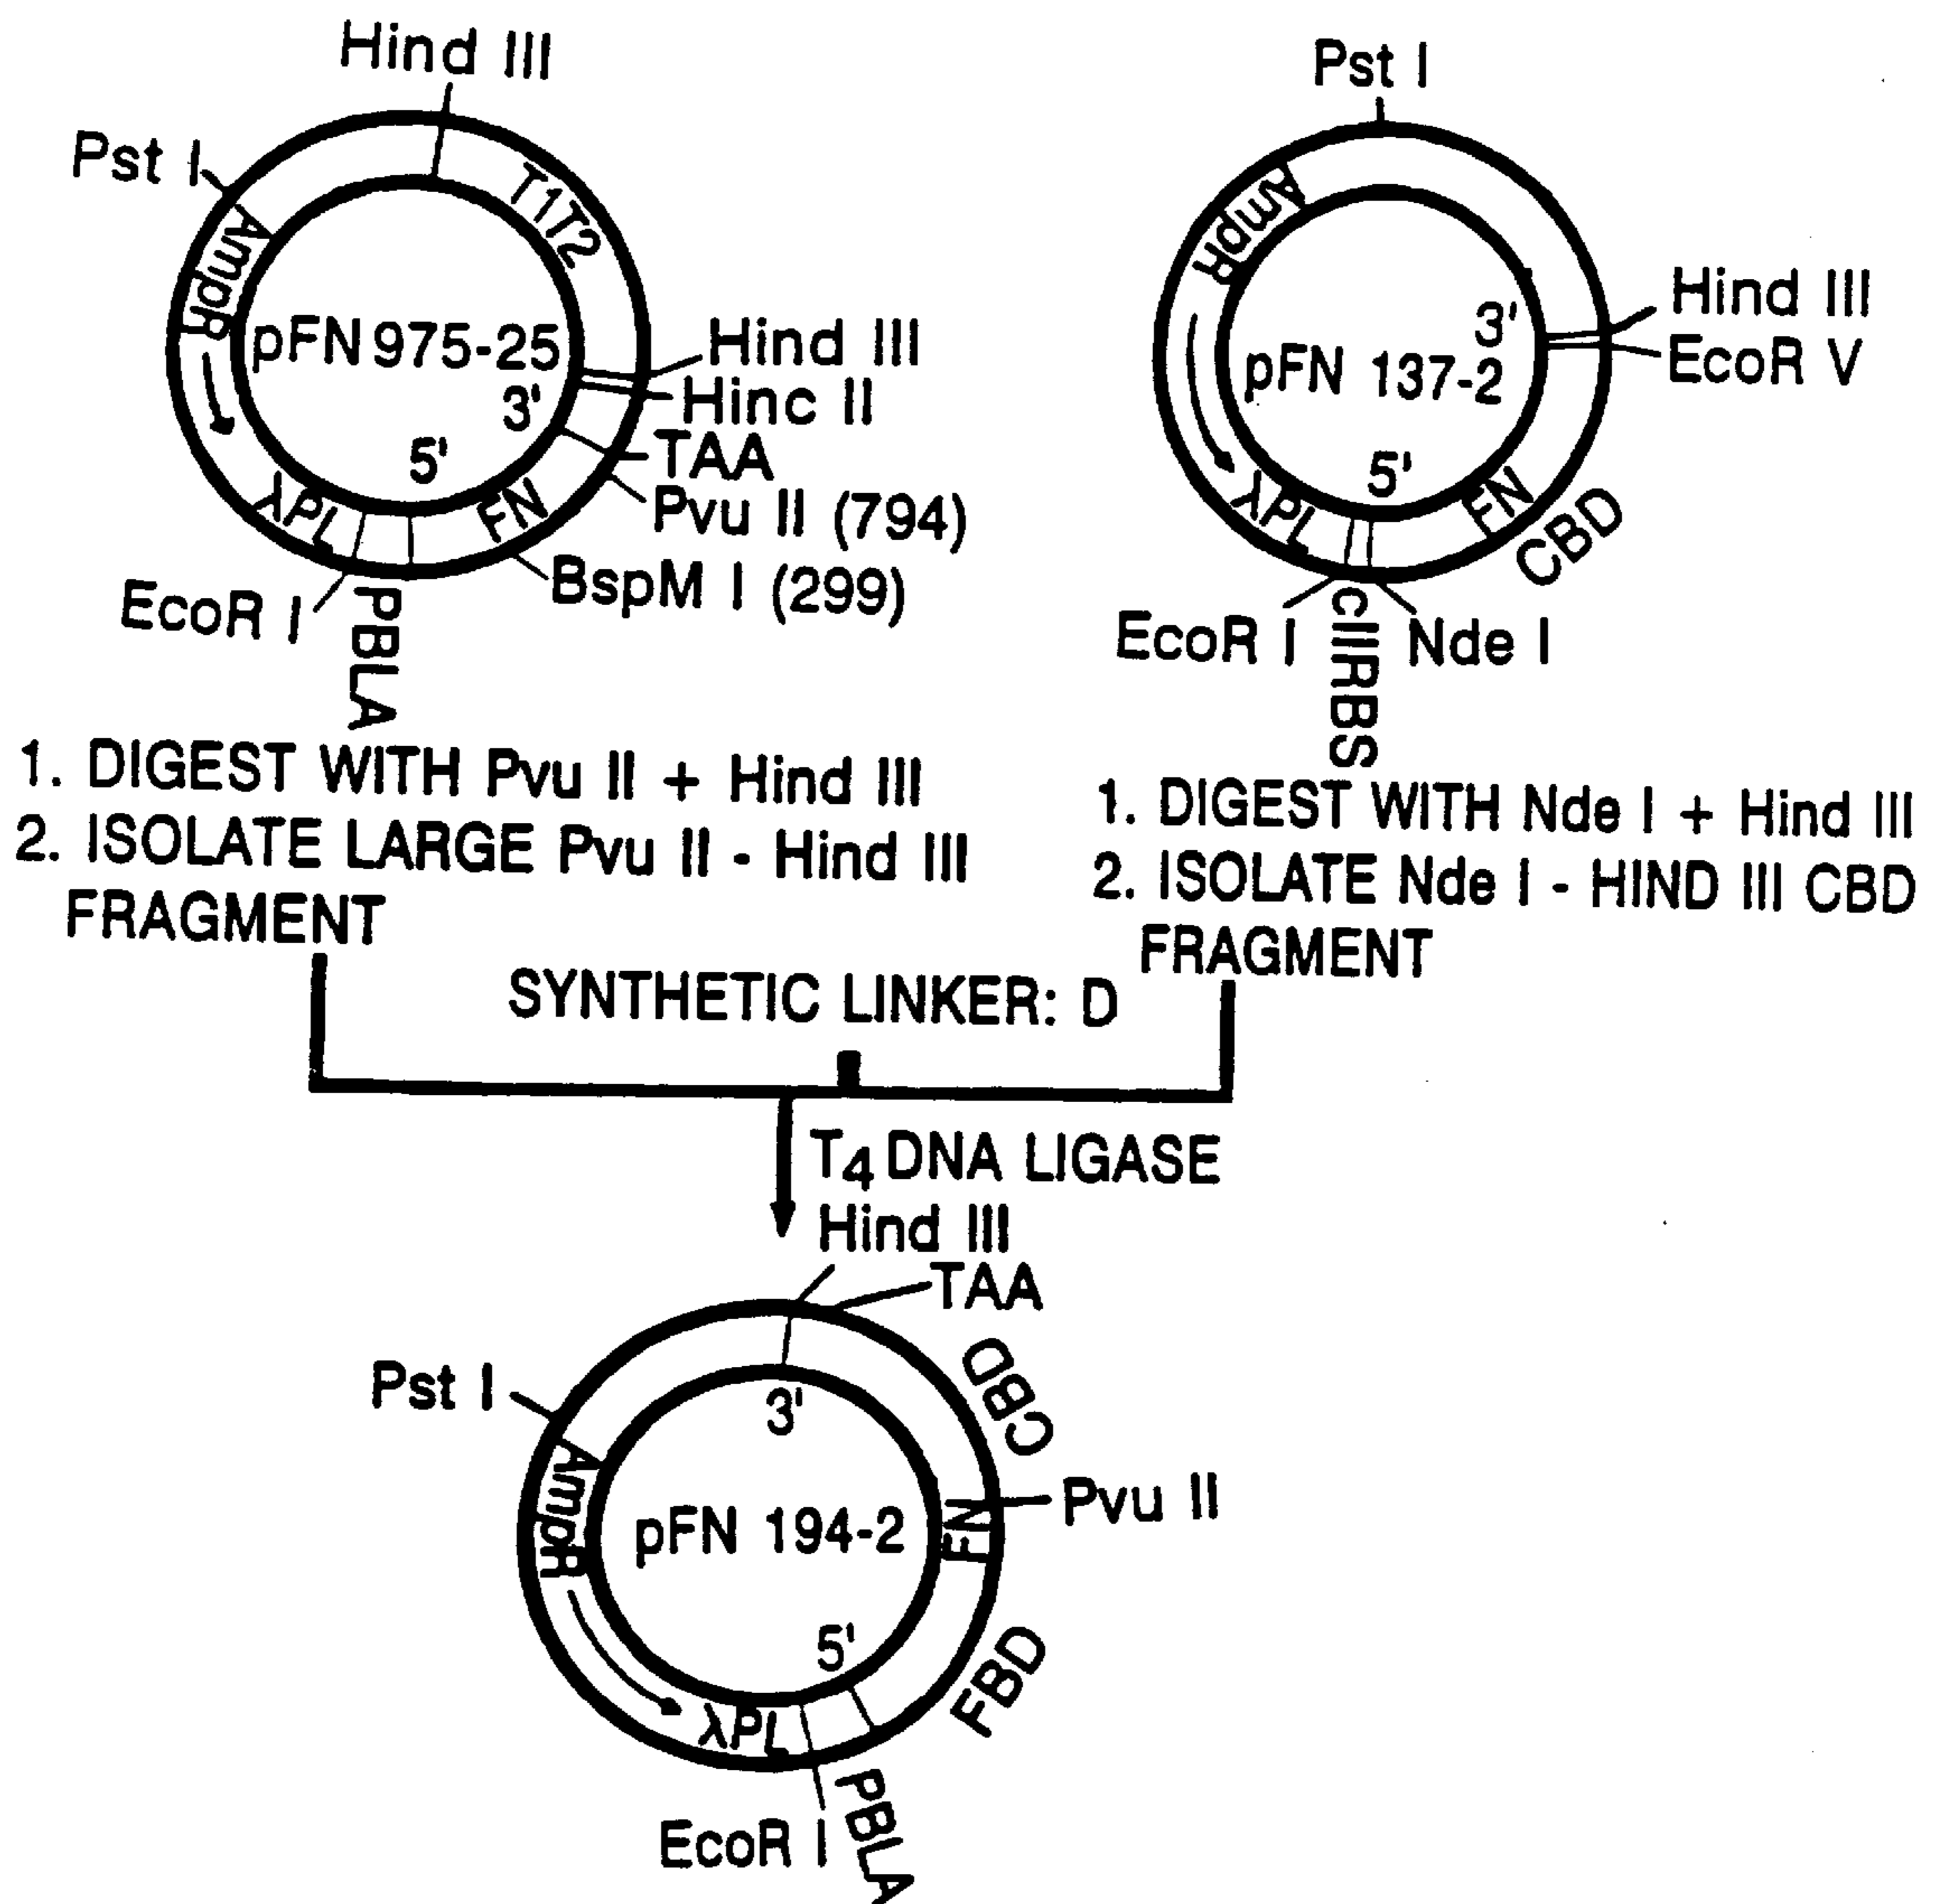 Hind III
Pst I
AmpR
T1T2
pFN 975-25
Hind III
Hinc II
3'
TAA
5'
Pvu II (794)
FN
λPL
BspM I (299)
EcoR I
PBLA
Pst I
AmpR
Hind III
3'
EcoR V
pFN 137-2
5'
FN
CBD
λPL
EcoR I
CIIRBS
Nde I
1. DIGEST WITH Pvu II + Hind III
2. ISOLATE LARGE Pvu II - Hind III
FRAGMENT
1. DIGEST WITH Nde I + Hind III
2. ISOLATE Nde I - HIND III CBD
FRAGMENT
SYNTHETIC LINKER: D
T4 DNA LIGASE
Hind III
TAA
CBD
Pst I
3'
AmpR
Pvu II
pFN 194-2
FN
5'
FBD
λPL
EcoR I
PBLA